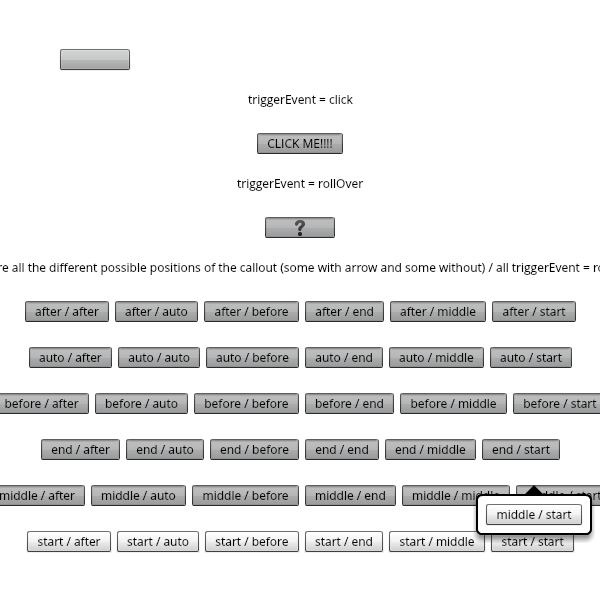 triggerEvent = click
CLICK ME!!!!
triggerEvent = rollOver
?
all the different possible positions of the callout (some with arrow and some without) / all triggerEvent =
after / after after / auto after / before after / end after / middle after / start
auto / after auto / auto auto / before auto / end auto / middle auto / start
before / after before / auto before / before before / end before / middle before / start
end / after end / auto end / before end / end end / middle end / start
middle / after middle / auto middle / before middle / end middle / middle middle / start
middle / start
start / after start / auto start / before start / end start / middle start / start